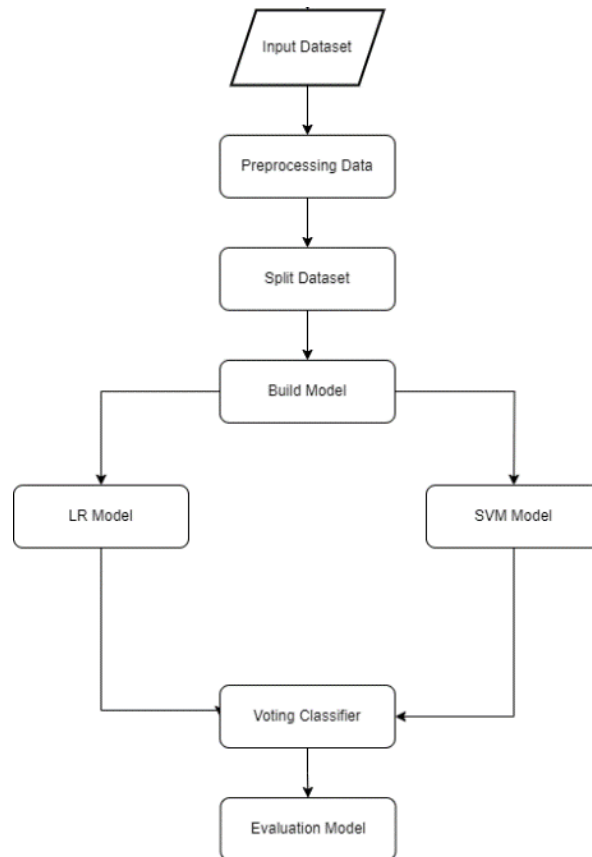 Input Dataset
Preprocessing Data
Split Dataset
Build Model
LR Model
SVM Model
Voting Classifier
Evaluation Model